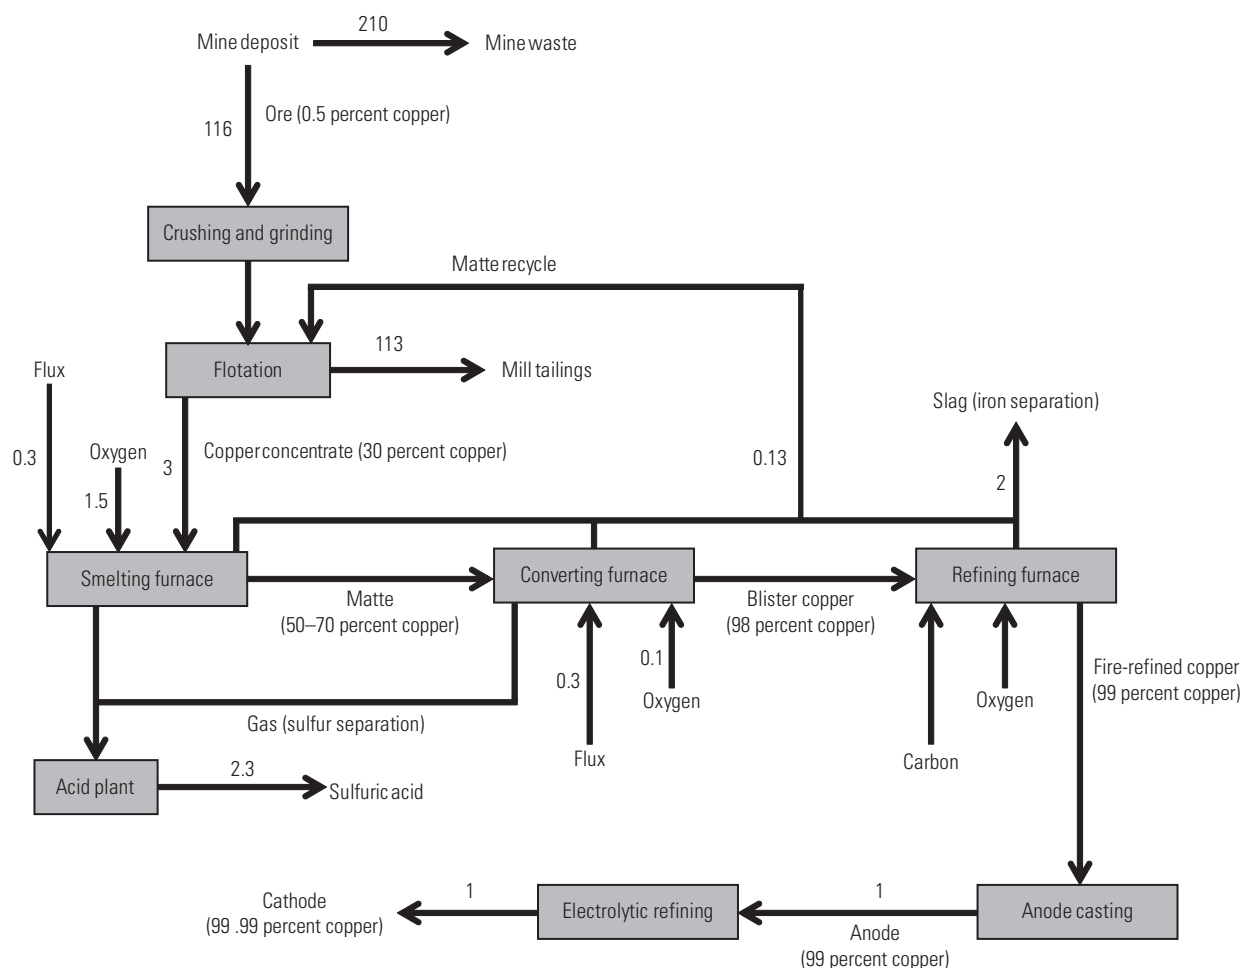 210
Mine deposit
Mine waste
Ore (0.5 percent copper)
116
Crushing and grinding
Matte recycle
113
Flotation
Mill tailings
Flux
Slag (iron separation)
Oxygen
Copper concentrate (30 percent copper)
0.3
3
0.13
2
1.5
Smelting furnace
Converting furnace
Refining furnace
Matte
(50–70 percent copper)
Blister copper
(98 percent copper)
0.3
0.1
Oxygen
Oxygen
Fire-refined copper
(99 percent copper)
Gas (sulfur separation)
Flux
Carbon
2.3
Acid plant
Sulfuric acid
Cathode
(99 .99 percent copper)
1
Electrolytic refining
1
Anode
(99 percent copper)
Anode casting